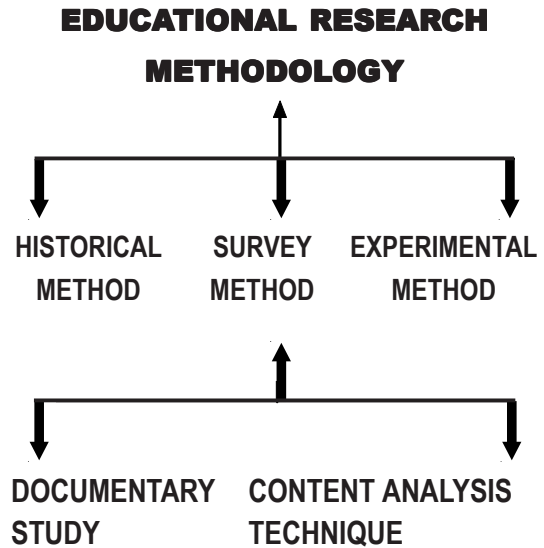 EDUCATIONAL RESEARCH
METHODOLOGY
HISTORICAL
METHOD
SURVEY
METHOD
EXPERIMENTAL
METHOD
DOCUMENTARY
STUDY
CONTENT ANALYSIS
TECHNIQUE